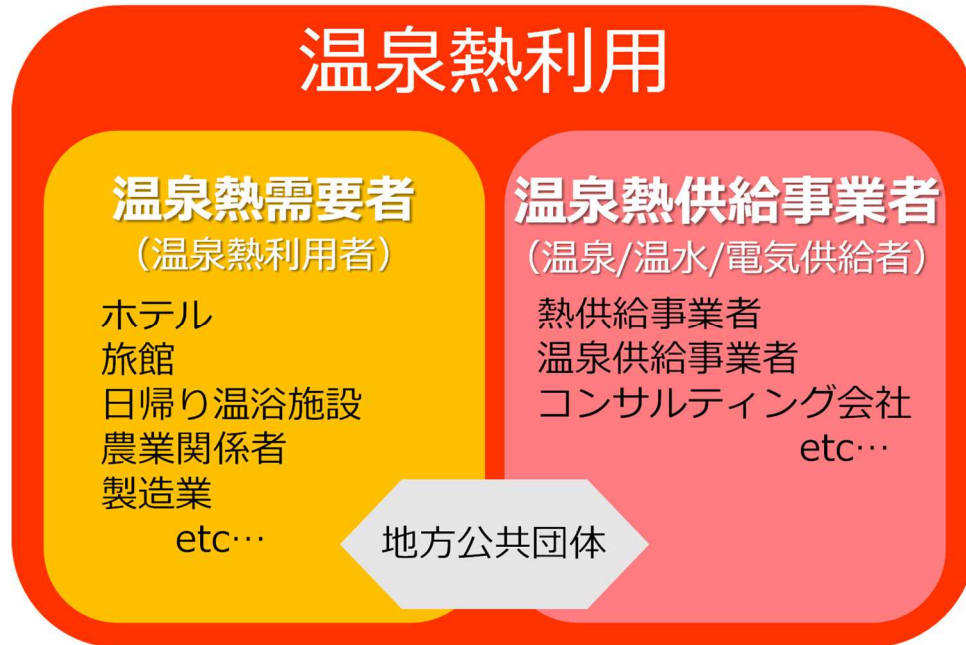 温泉熱利用
温泉熱需要者
（温泉熱利用者）
ホテル
旅館
日帰り温浴施設
農業関係者
製造業
etc…
温泉熱供給事業者
（温泉/温水/電気供給者）
熱供給事業者
温泉供給事業者
コンサルティング会社
etc…
地方公共団体